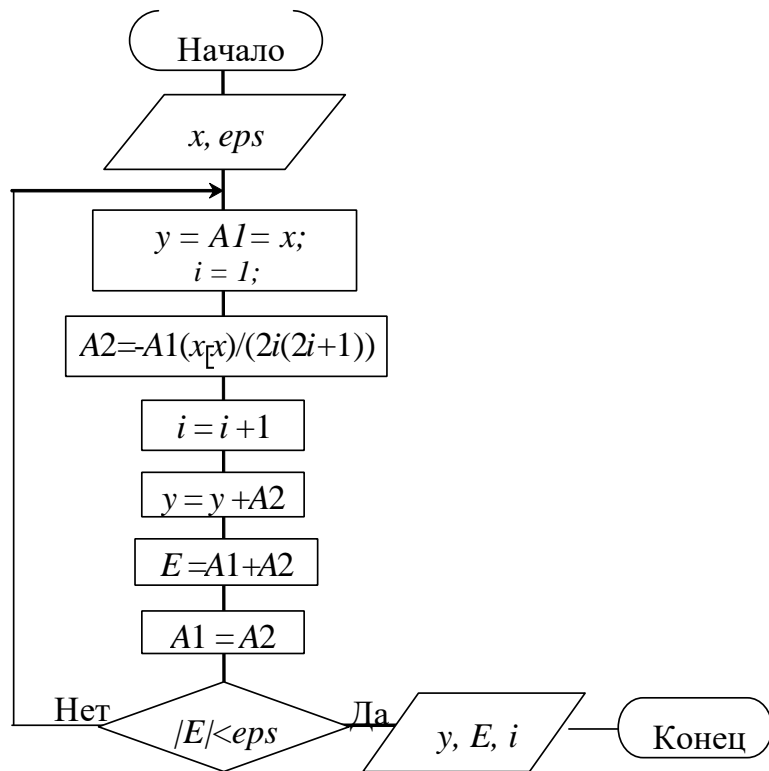 Начало
x, eps
y = A1= x;
i = 1;
A2=-A1(x[x)/(2i(2i+1))
i = i +1
y = y +A2
E =A1+A2
A1 = A2
Нет
|E|<eps
Да
y, E, i
Конец